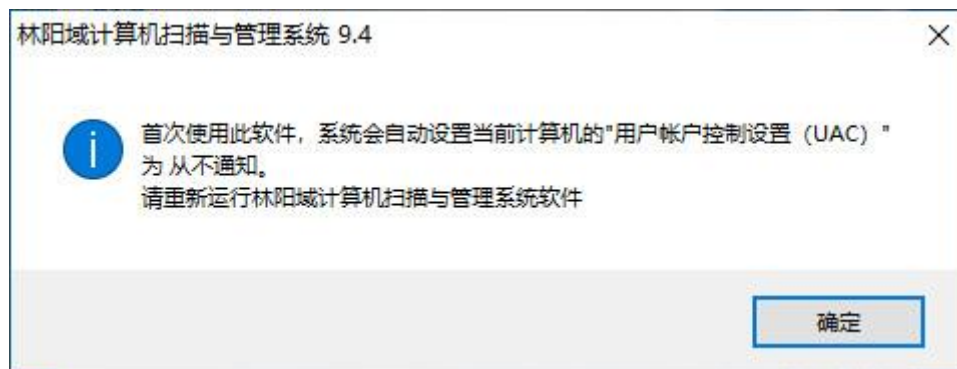 林阳域计算机扫描与管理系统 9.4
首次使用此软件，系统会自动设置当前计算机的"用户帐户控制设置（UAC）"
为 从不通知。
请重新运行林阳域计算机扫描与管理系统软件
确定